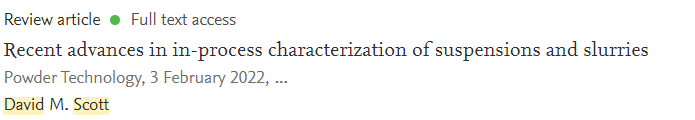 Review article ● Full text access
Recent advances in in-process characterization of suspensions and slurries
Powder Technology, 3 February 2022, ...
David M. Scott